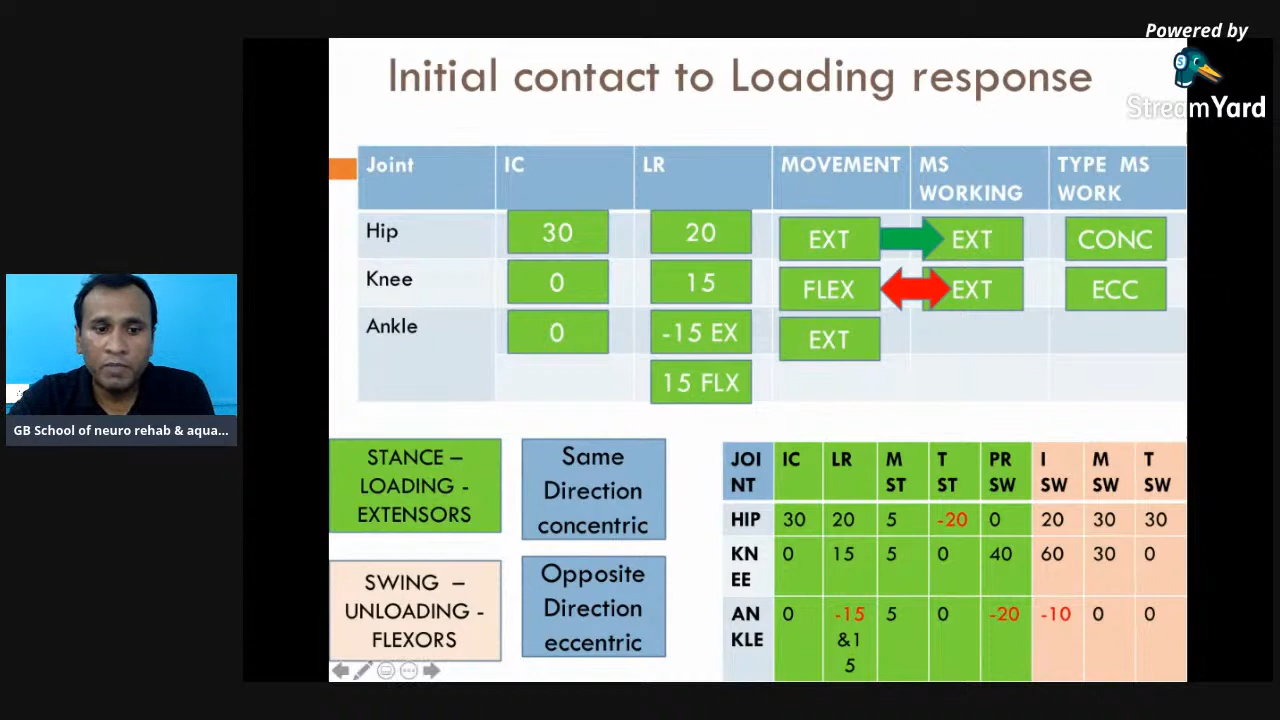 Powered by
StreamYard
Initial contact to Loading response
Joint IC LR MOVEMENT MS WORKING TYPE MS WORK
Hip 30 20 EXT EXT CONC
Knee 0 15 FLEX EXT ECC
Ankle 0 -15 EX EXT
15 FLX
GB School of neuro rehab & aqua...
STANCE –
LOADING -
EXTENSORS
Same
Direction
concentric
SWING –
UNLOADING -
FLEXORS
Opposite
Direction
eccentric
JOI NT IC LR M ST T ST PR SW I SW M SW T SW
HIP 30 20 5 -20 0 20 30 30
KN EE 0 15 5 0 40 60 30 0
AN KLE 0 -15 &1 5 5 0 -20 -10 0 0